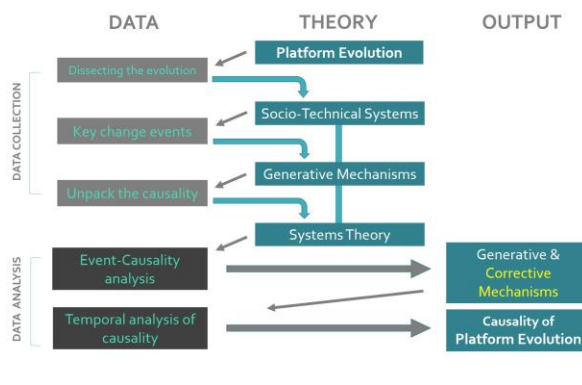 DATA
THEORY
OUTPUT
Platform Evolution
Dissecting the evolution
Socio-Technical Systems
Key change events
Generative Mechanisms
Unpack the causality
Systems Theory
DATA COLLECTION
Event-Causality
analysis
Generative &
Corrective
Mechanisms
Temporal analysis of
causality
Causality of
Platform Evolution
DATA ANALYSIS